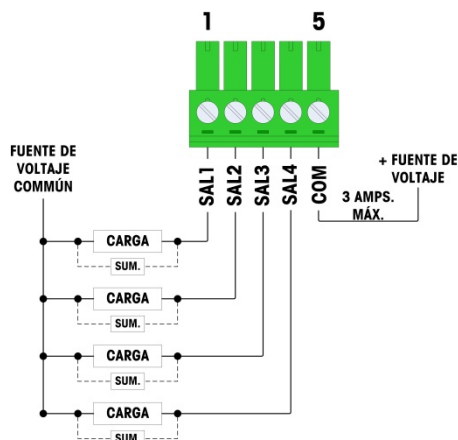 1 5
SAL1
SAL2
SAL3
SAL4
COM
FUENTE DE
VOLTAJE
COMMÚN
+ FUENTE DE
VOLTAJE
3 AMPS.
MÁX.
CARGA
SUM.
CARGA
SUM.
CARGA
SUM.
CARGA
SUM.